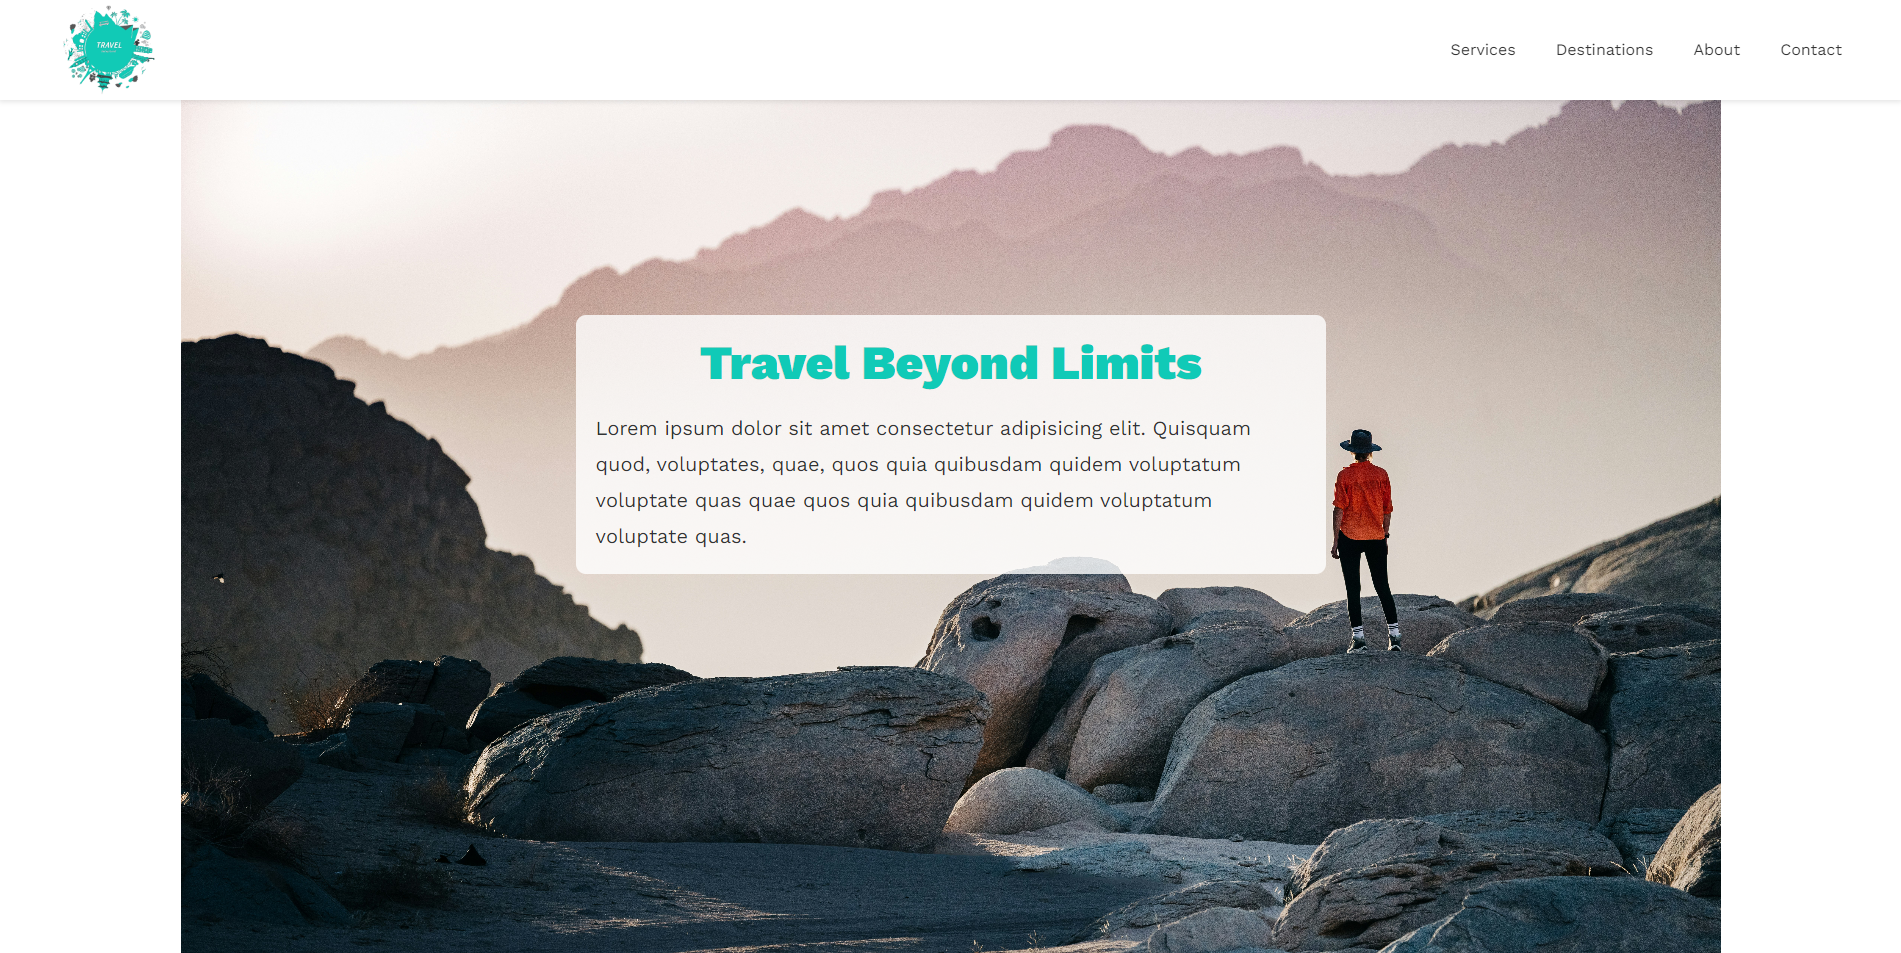 TRAVEL
Services Destinations About Contact
Travel Beyond Limits
Lorem ipsum dolor sit amet consectetur adipisicing elit. Quisquam
quod, voluptates, quae, quos quia quibusdam quidem voluptatum
voluptate quas quae quos quia quibusdam quidem voluptatum
voluptate quas.